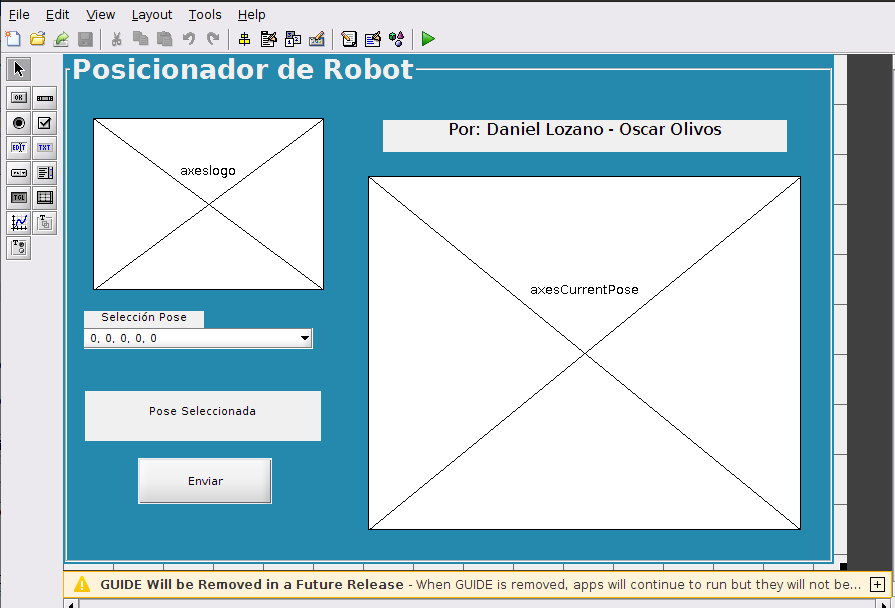 File Edit View Layout Tools Help
OK
EDIT TXT
TGL
Posicionador de Robot
axeslogo
Por: Daniel Lozano - Oscar Olivos
axesCurrentPose
Selección Pose
0, 0, 0, 0, 0
Pose Seleccionada
Enviar
GUIDE Will be Removed in a Future Release - When GUIDE is removed, apps will continue to run but they will not be...